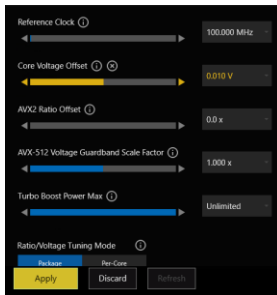 Reference Clock
100.000 MHz
Core Voltage Offset
0.010 V
AVX2 Ratio Offset
0.0 x
AVX-512 Voltage Guardband Scale Factor
1.000 x
Turbo Boost Power Max
Unlimited
Ratio/Voltage Tuning Mode
Package Per-Core
Apply Discard Refresh